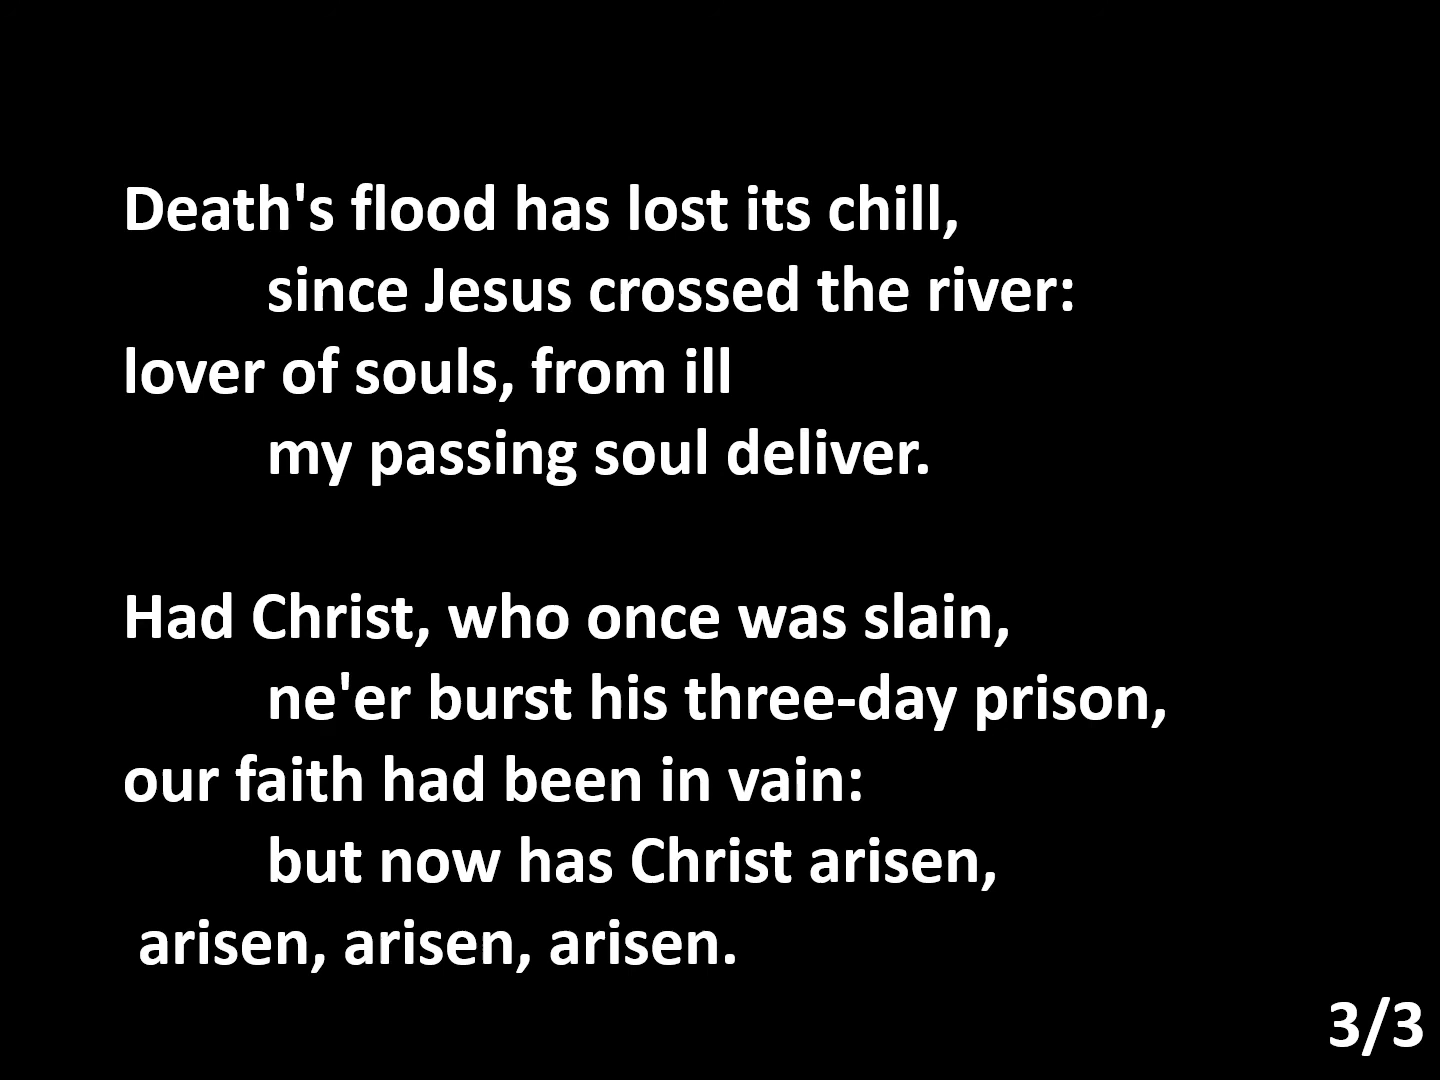 Death's flood has lost its chill,
since Jesus crossed the river:
lover of souls, from ill
my passing soul deliver.
Had Christ, who once was slain,
ne'er burst his three-day prison,
our faith had been in vain:
but now has Christ arisen,
arisen, arisen, arisen.
3/3